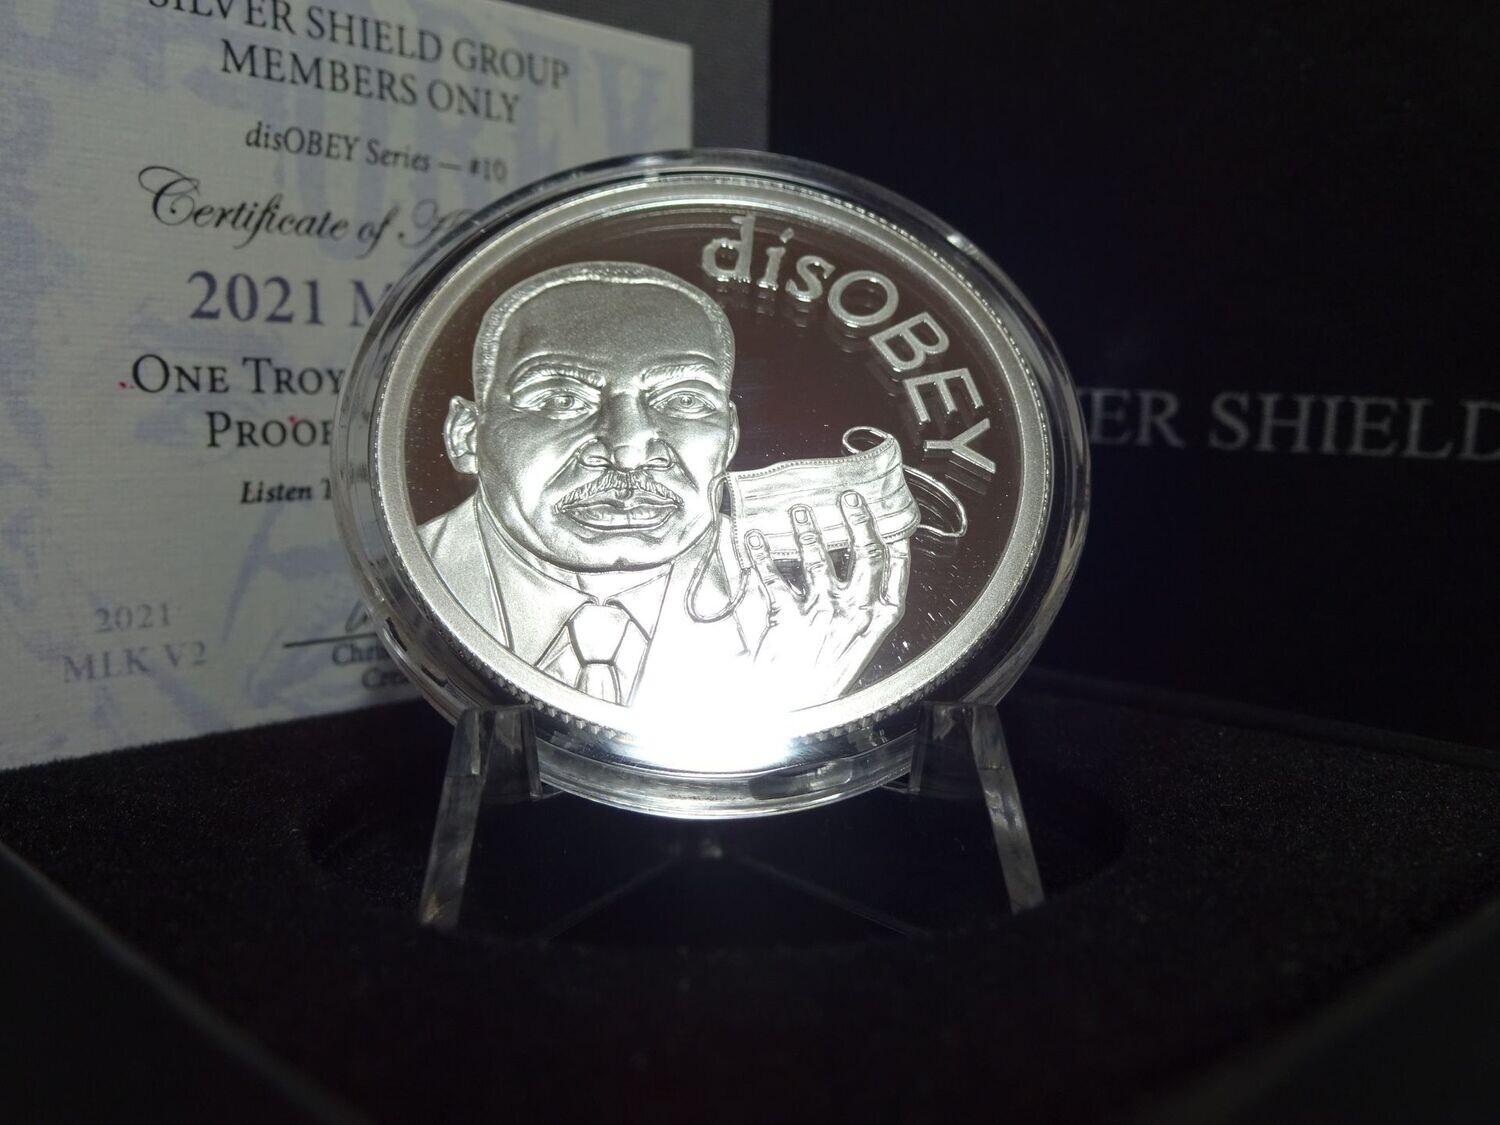 SILVER SHIELD GROUP
MEMBERS ONLY
disOBEY Series — #10
Certificate of
2021 M
ONE TROY
PROOF
Listen
2021
MLK V2
disOBEY
ER SHIELD